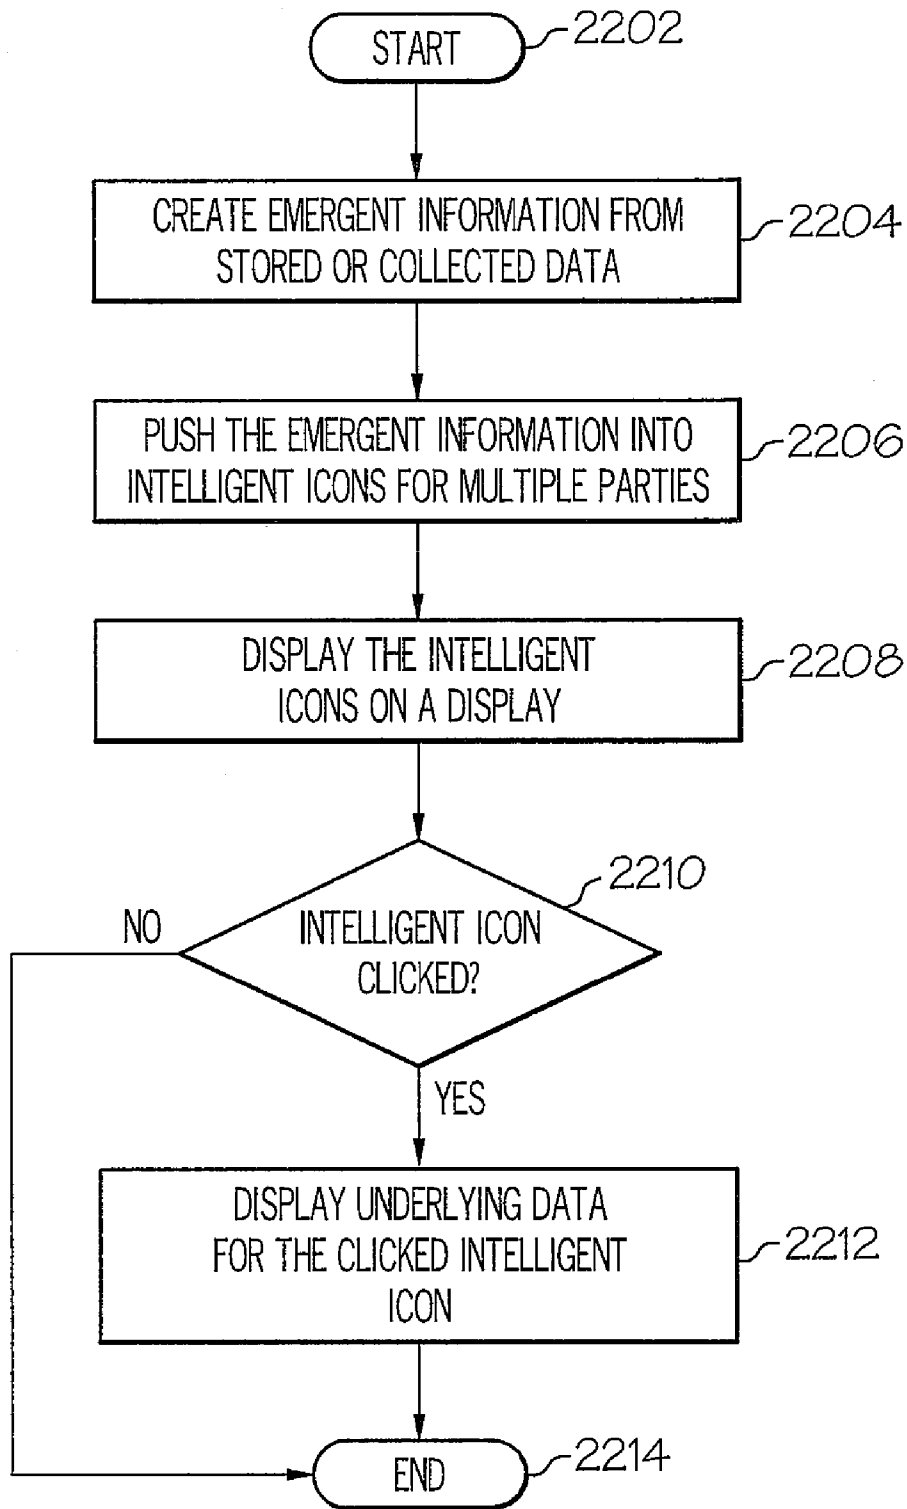 START
2202
CREATE EMERGENT INFORMATION FROM
STORED OR COLLECTED DATA
2204
PUSH THE EMERGENT INFORMATION INTO
INTELLIGENT ICONS FOR MULTIPLE PARTIES
2206
DISPLAY THE INTELLIGENT
ICONS ON A DISPLAY
2208
2210
NO
INTELLIGENT ICON
CLICKED?
YES
DISPLAY UNDERLYING DATA
FOR THE CLICKED INTELLIGENT
ICON
2212
END
2214